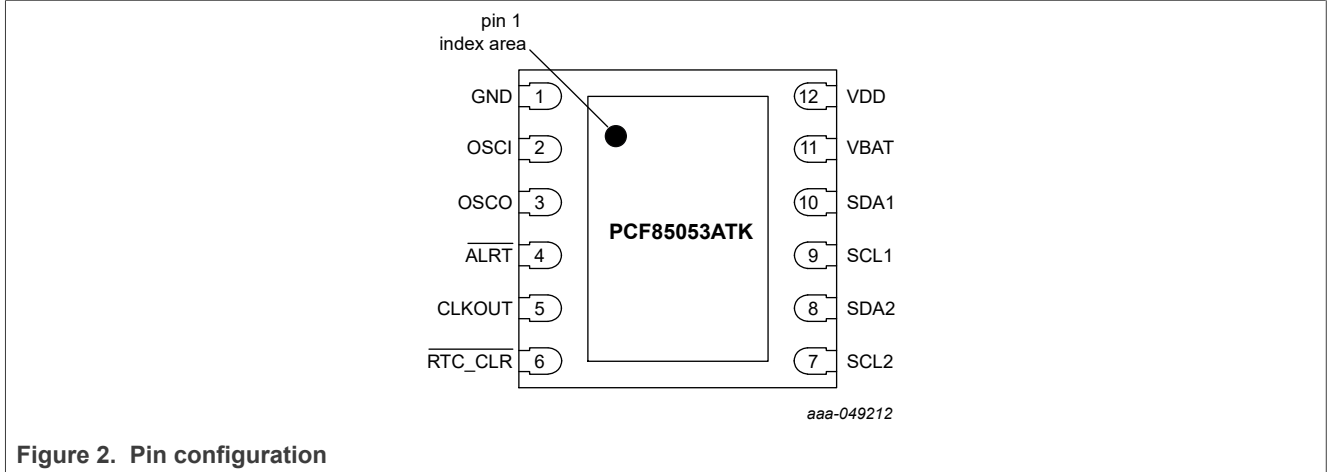 pin 1
index area
GND 1
OSCI 2
OSCO 3
ALRT 4
CLKOUT 5
RTC_CLR 6
PCF85053ATK
12 VDD
11 VBAT
10 SDA1
9 SCL1
8 SDA2
7 SCL2
aaa-049212
Figure 2. Pin configuration